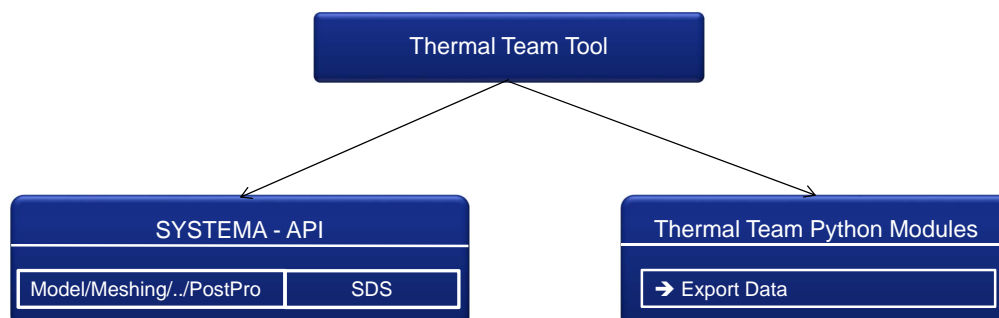 Thermal Team Tool
SYSTEMA - API
Model/Meshing/../PostPro
SDS
Thermal Team Python Modules
➔ Export Data